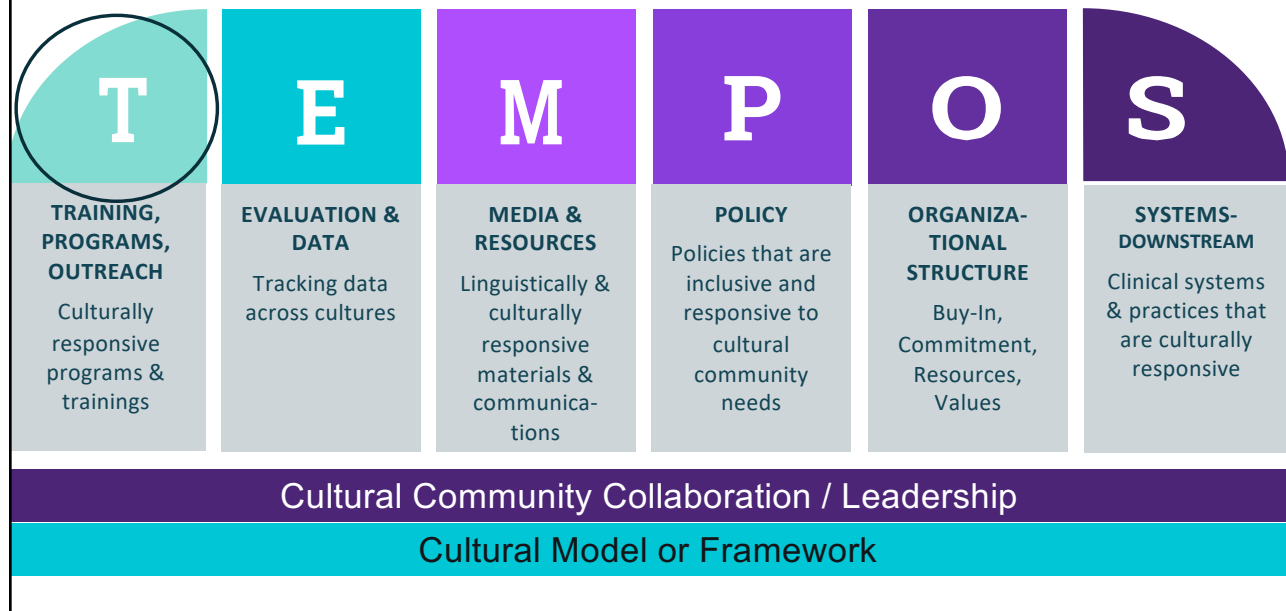 T
TRAINING,
PROGRAMS,
OUTREACH
Culturally
responsive
programs &
trainings
E
EVALUATION &
DATA
Tracking data
across cultures
M
MEDIA &
RESOURCES
Linguistically &
culturally
responsive
materials &
communica-
tions
P
POLICY
Policies that are
inclusive and
responsive to
cultural
community
needs
O
ORGANIZA-
TIONAL
STRUCTURE
Buy-In,
Commitment,
Resources,
Values
S
SYSTEMS-
DOWNSTREAM
Clinical systems
& practices that
are culturally
responsive
Cultural Community Collaboration / Leadership
Cultural Model or Framework